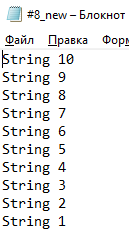 #8_new – Блокнот
Файл Правка Форм
String 10
String 9
String 8
String 7
String 6
String 5
String 4
String 3
String 2
String 1